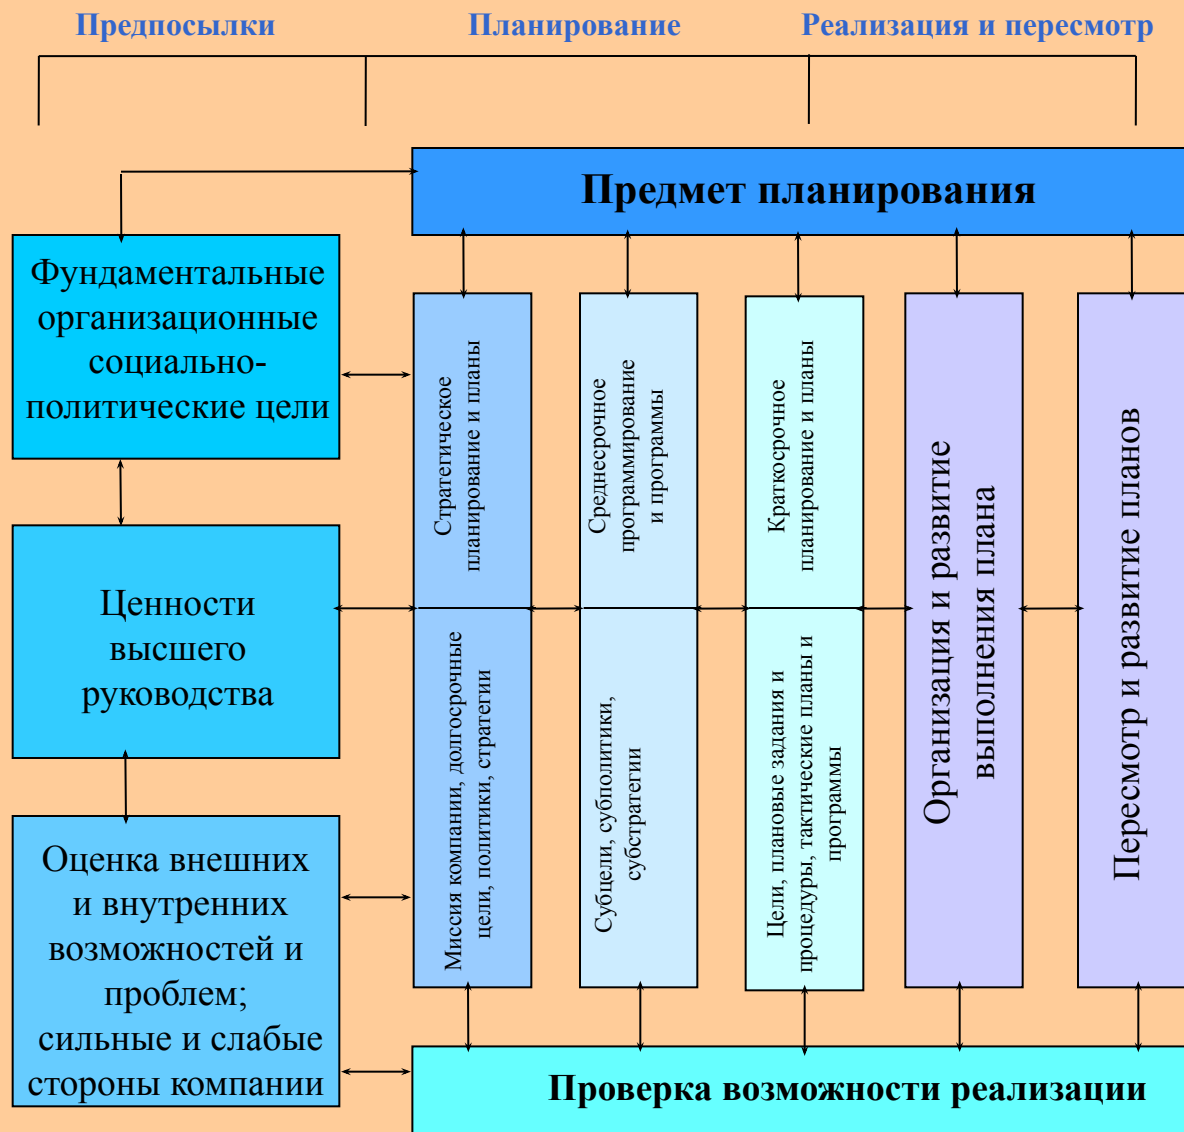 Предпосылки
Планирование
Реализация и пересмотр
Предмет планирования
Фундаментальные
организационные
социально-
политические цели
Ценности
высшего
руководства
Оценка внешних
и внутренних
возможностей и
проблем;
сильные и слабые
стороны компании
Стратегическое
планирование и планы
Миссия компании, долгосрочные
цели, политики, стратегии
Среднесрочное
программирование
и программы
Субцели, субполитики,
субстратегии
Краткосрочное
планирование и планы
Цели, плановые задания и
процедуры, тактические планы и
программы
Организация и развитие
выполнения плана
Пересмотр и развитие планов
Проверка возможности реализации